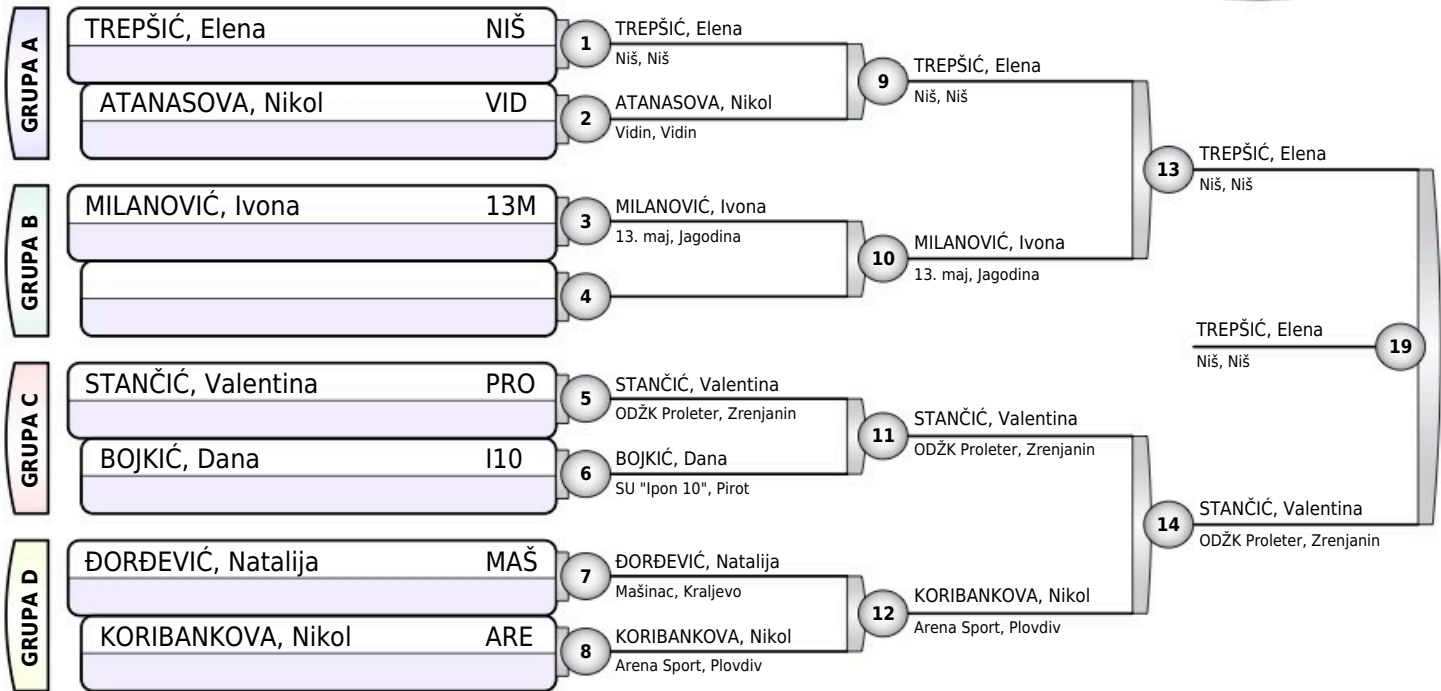 GRUPA A
TREPŠIĆ, Elena NIŠ
ATANASOVA, Nikol VID
GRUPA B
MILANOVIĆ, Ivona 13M
GRUPA C
STANČIĆ, Valentina PRO
BOJKIĆ, Dana I10
GRUPA D
ĐORĐEVIĆ, Natalija MAŠ
KORIBANKOVA, Nikol ARE
1 TREPŠIĆ, Elena
Niš, Niš
2 ATANASOVA, Nikol
Vidin, Vidin
3 MILANOVIĆ, Ivona
13. maj, Jagodina
4
5 STANČIĆ, Valentina
ODŽK Proleter, Zrenjanin
6 BOJKIĆ, Dana
SU "Ipon 10", Pirot
7 ĐORĐEVIĆ, Natalija
Mašinac, Kraljevo
8 KORIBANKOVA, Nikol
Arena Sport, Plovdiv
9 TREPŠIĆ, Elena
Niš, Niš
10 MILANOVIĆ, Ivona
13. maj, Jagodina
11 STANČIĆ, Valentina
ODŽK Proleter, Zrenjanin
12 KORIBANKOVA, Nikol
Arena Sport, Plovdiv
13 TREPŠIĆ, Elena
Niš, Niš
14 STANČIĆ, Valentina
ODŽK Proleter, Zrenjanin
TREPŠIĆ, Elena
Niš, Niš
19